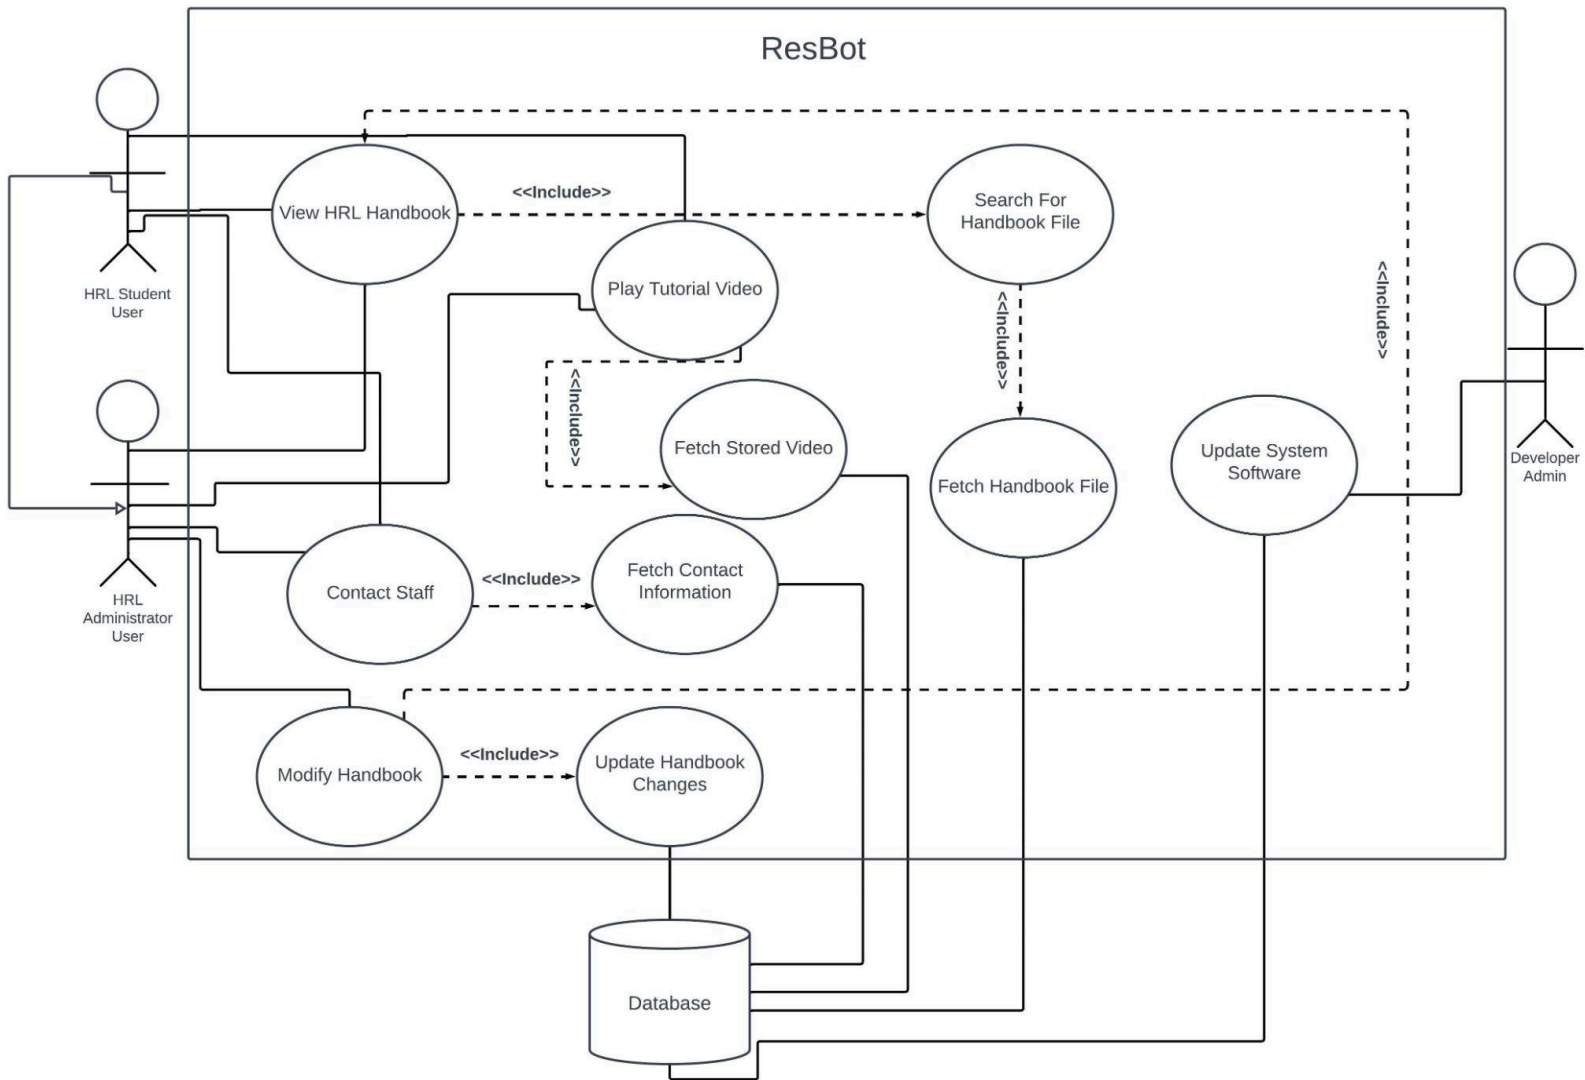 ResBot
<<Include>>
View HRL Handbook
Search For
Handbook File
Play Tutorial Video
HRL Student
User
<<Include>>
<<Include>>
<<Include>>
Fetch Stored Video
Fetch Handbook File
Update System
Software
Developer
Admin
HRL
Administrator
User
Contact Staff
<<Include>>
Fetch Contact
Information
Modify Handbook
<<Include>>
Update Handbook
Changes
Database